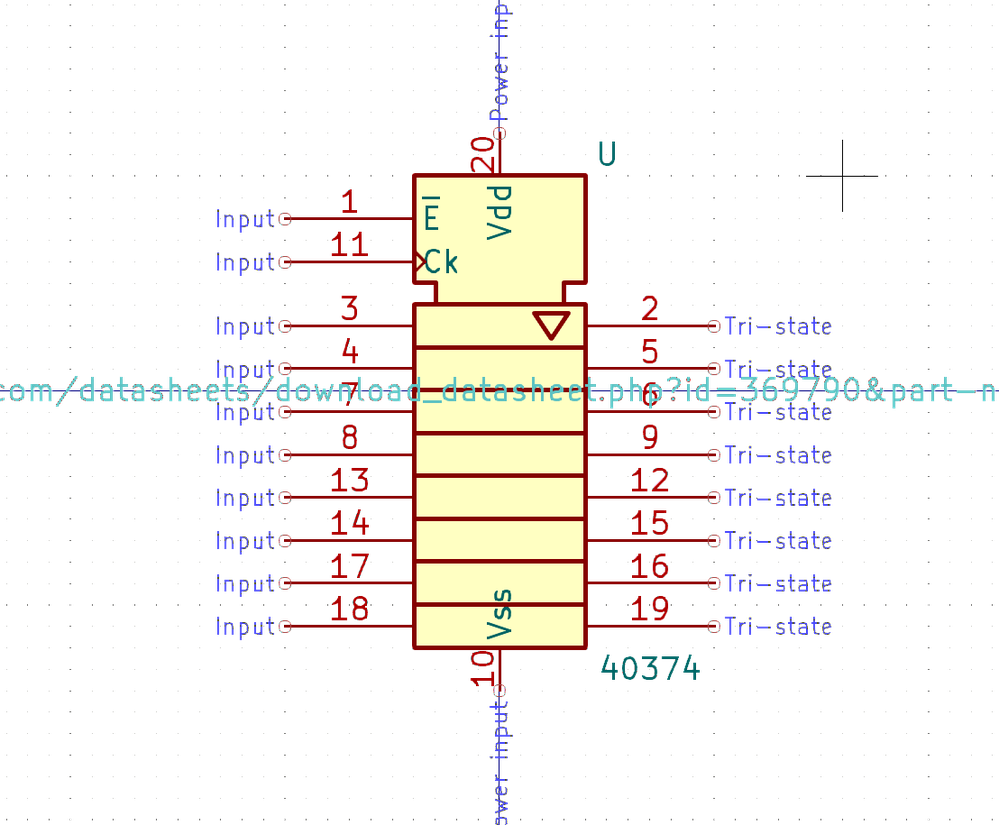 Power inp
20
U
Vdd
Input 1 E
Input 11 Ck
Input 3 2 Tri-state
Input 4 5 Tri-state
com/datasheets/download_datasheet.php?id=369790&part-n
Input 7 6 Tri-state
Input 8 9 Tri-state
Input 13 12 Tri-state
Input 14 15 Tri-state
Input 17 16 Tri-state
Input 18 19 Tri-state
Vss
10
40374
ower input